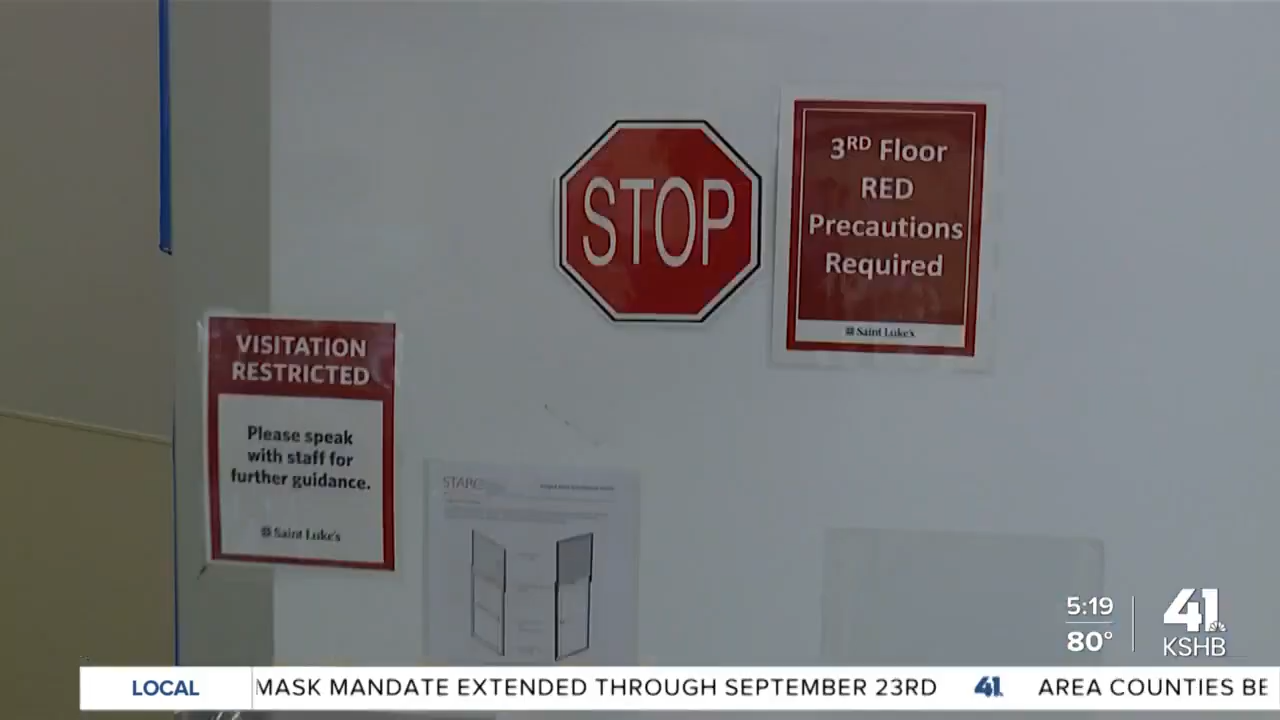 STOP
3RD Floor
RED
Precautions
Required
Saint Luke's
VISITATION
RESTRICTED
Please speak
with staff for
further guidance.
Saint Luke's
5:19
80°
41
KSHB
LOCAL
MASK MANDATE EXTENDED THROUGH SEPTEMBER 23RD
41
AREA COUNTIES BE